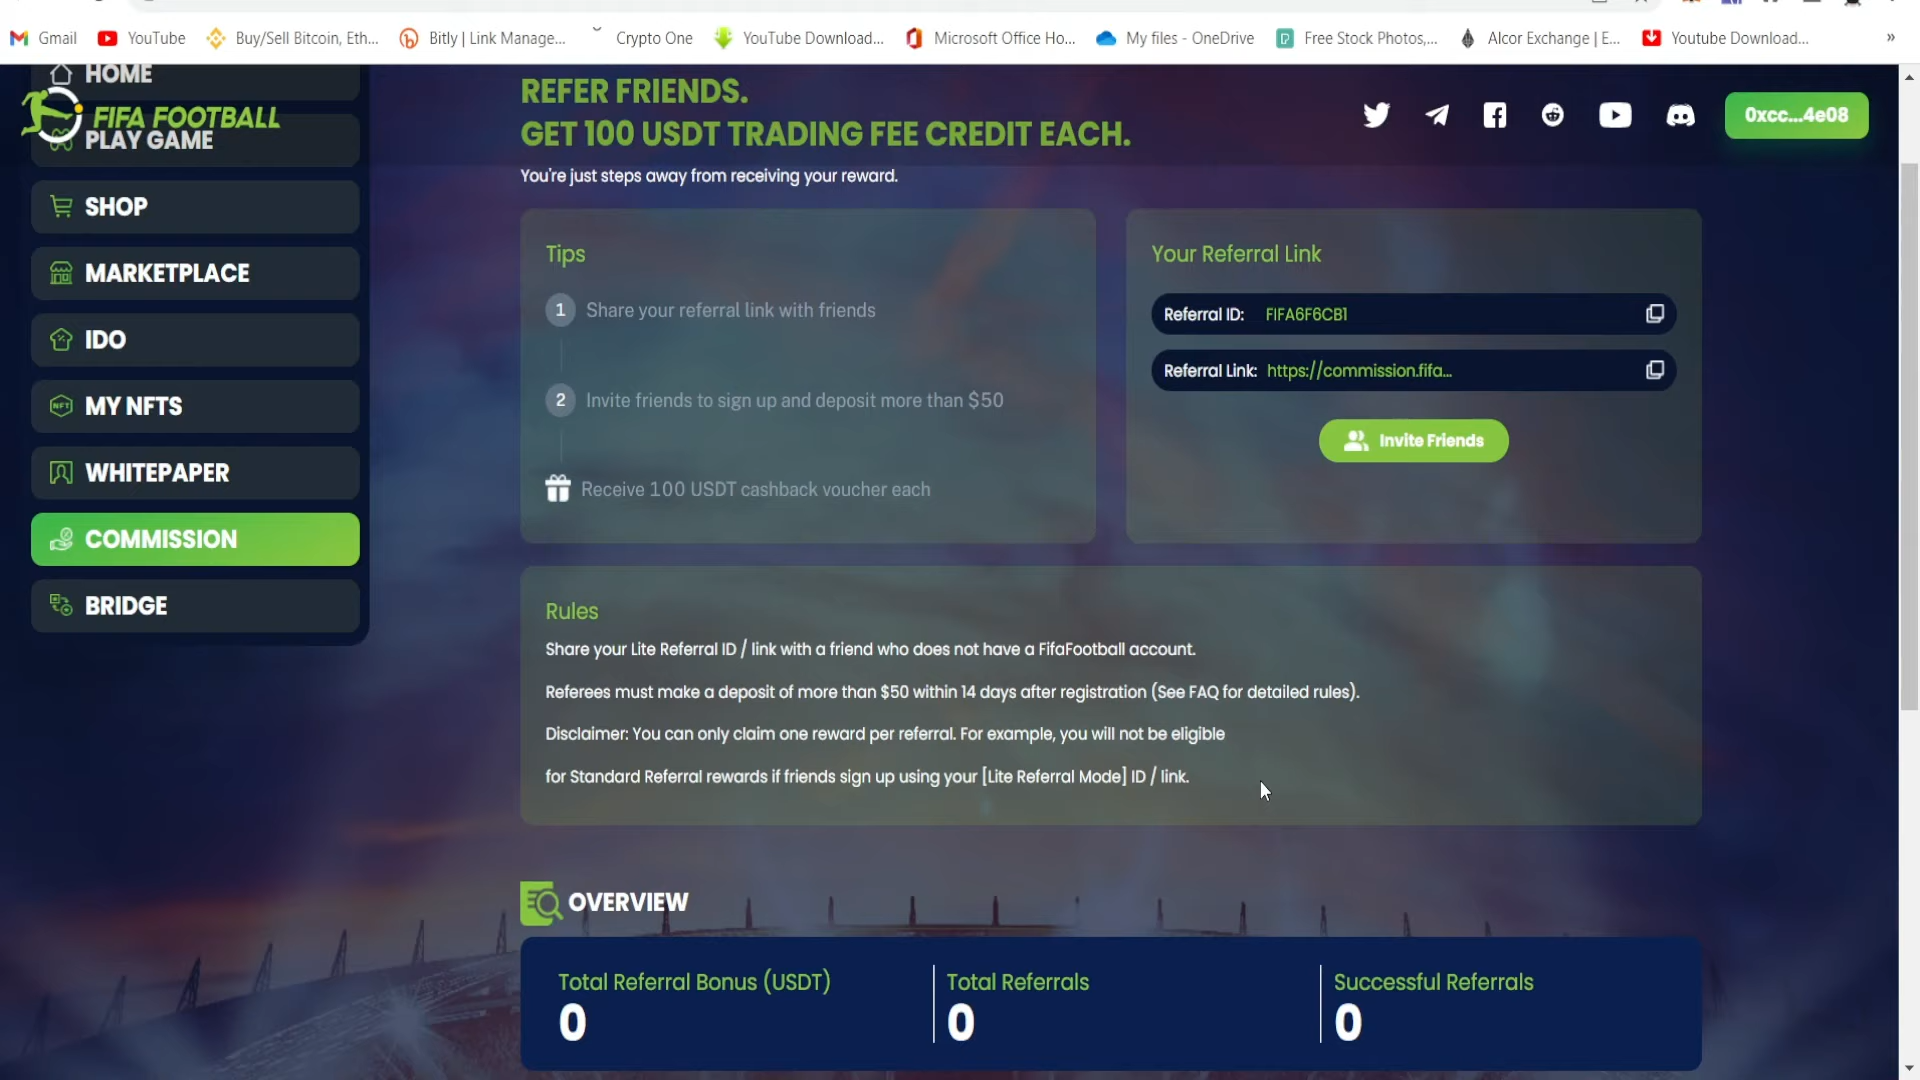 Gmail
YouTube
Buy/Sell Bitcoin, Eth...
Bitly | Link Manage...
Crypto One
YouTube Download...
Microsoft Office Ho...
My files - OneDrive
Free Stock Photos,...
Alcor Exchange | E...
Youtube Download...
»
HOME
FIFA FOOTBALL
PLAY GAME
SHOP
MARKETPLACE
IDO
NFT
MY NFTS
WHITEPAPER
COMMISSION
BRIDGE
REFER FRIENDS.
GET 100 USDT TRADING FEE CREDIT EACH.
You're just steps away from receiving your reward.
0xcc...4e08
Tips
1 Share your referral link with friends
2 Invite friends to sign up and deposit more than $50
Receive 100 USDT cashback voucher each
Your Referral Link
Referral ID: FIFA6F6CB1
Referral Link: https://commission.fifa...
Invite Friends
Rules
Share your Lite Referral ID / link with a friend who does not have a FifaFootball account.
Referees must make a deposit of more than $50 within 14 days after registration (See FAQ for detailed rules).
Disclaimer: You can only claim one reward per referral. For example, you will not be eligible
for Standard Referral rewards if friends sign up using your [Lite Referral Mode] ID / link.
OVERVIEW
Total Referral Bonus (USDT)
0
Total Referrals
0
Successful Referrals
0